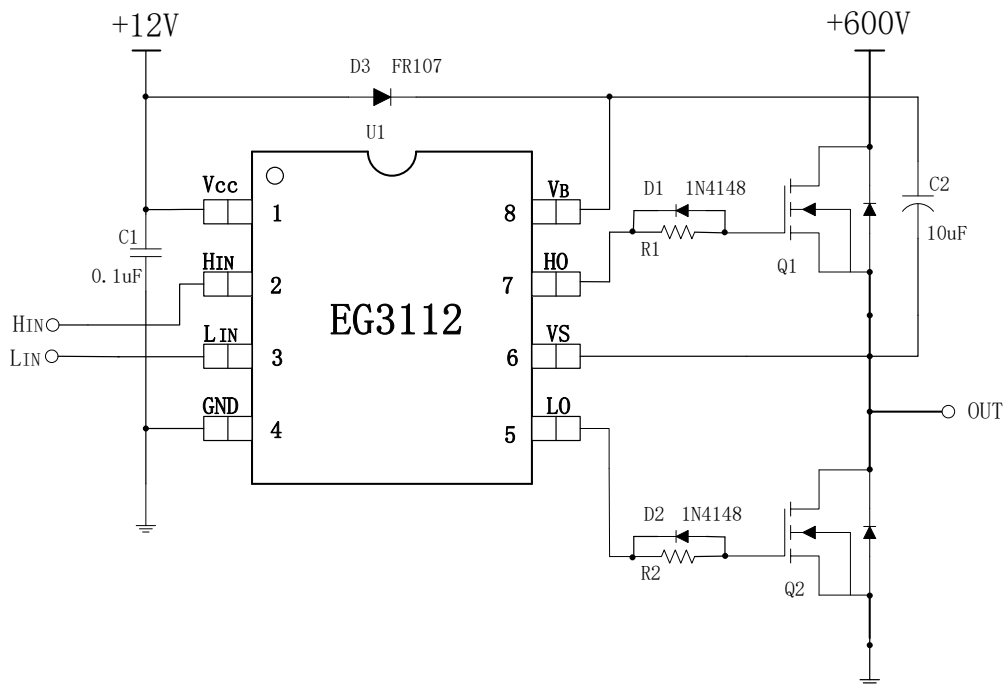 +12V
+600V
D3 FR107
U1
Vcc
1
VB
8
D1 1N4148
R1
C2
10uF
C1
0.1uF
HIN
2
HO
7
Q1
EG3112
HIN
LIN
LIN
3
VS
6
GND
4
LO
5
OUT
D2 1N4148
R2
Q2